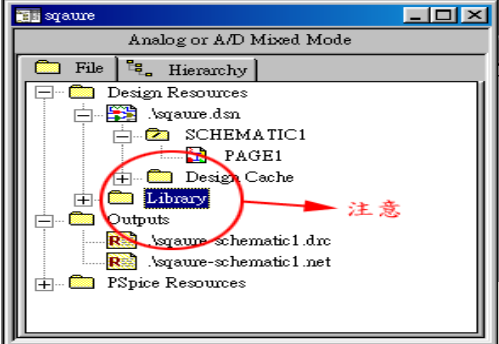 sqaure
Analog or A/D Mixed Mode
File
Hierarchy
Design Resources
.\sqaure.dsn
SCHEMATIC1
PAGE1
Design Cache
Library
注意
Outputs
.\sqaure-schematic1.drc
.\sqaure-schematic1.net
PSpice Resources